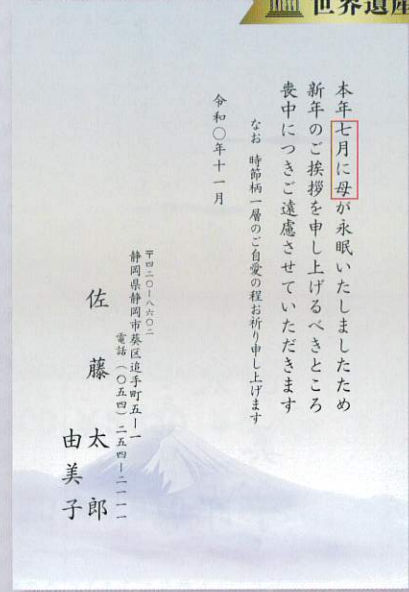 世界遺産
本年七月に母が永眠いたしましたため
新年のご挨拶を申し上げるべきところ
喪中につきご遠慮させていただきます
なお 時節柄一層のご自愛の程お祈り申し上げます
令和〇年十一月
〒四二〇-八六〇二
静岡県静岡市葵区追手町五-一
電話(〇五四)二五四-二一一一
佐藤 太郎
由美子